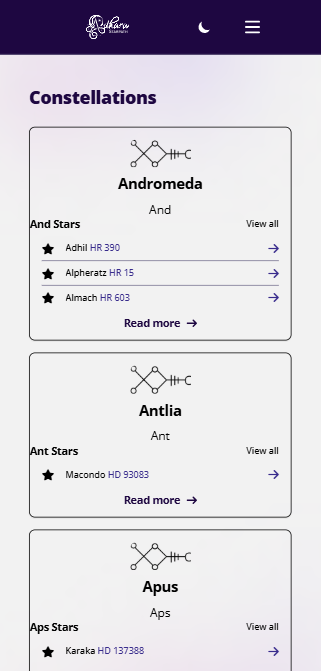 Adhara
STARPATH
Constellations
Andromeda
And
And Stars View all
Adhil HR 390
Alpheratz HR 15
Almach HR 603
Read more
Antlia
Ant
Ant Stars View all
Macondo HD 93083
Read more
Apus
Aps
Aps Stars View all
Karaka HD 137388